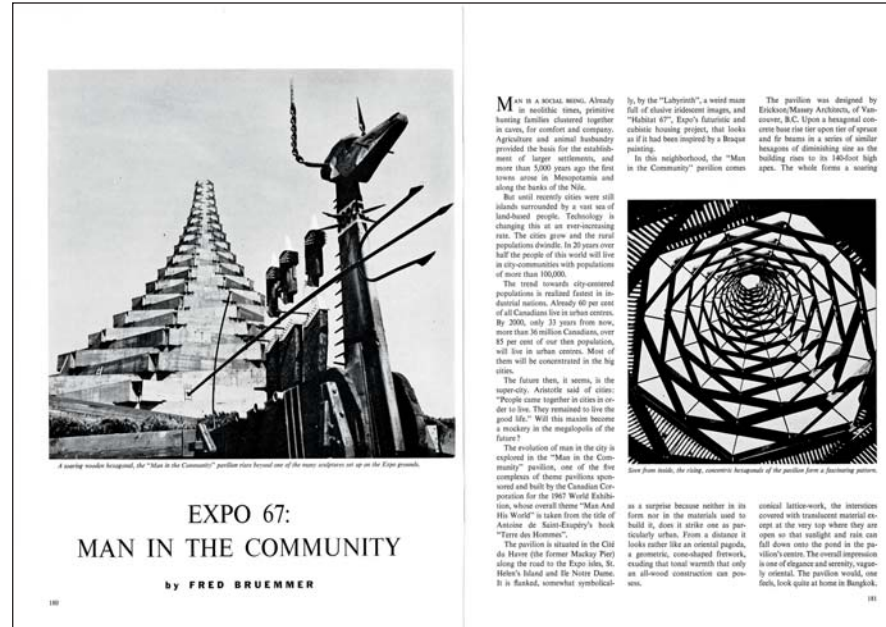 A soaring wooden hexagonal, the "Man in the Community" pavilion rises beyond one of the many sculptures set up on the Expo grounds.
EXPO 67:
MAN IN THE COMMUNITY
by FRED BRUEMMER
180
MAN IS A SOCIAL BEING. Already
in neolithic times, primitive
hunting families clustered together
in caves, for comfort and company.
Agriculture and animal husbandry
provided the basis for the establish-
ment of larger settlements, and
more than 5,000 years ago the first
towns arose in Mesopotamia and
along the banks of the Nile.
But until recently cities were still
islands surrounded by a vast sea of
land-based people. Technology is
changing this at an ever-increasing
rate. The cities grow and the rural
populations dwindle. In 20 years over
half the people of this world will live
in city-communities with populations
of more than 100,000.
The trend towards city-centered
populations is realized fastest in in-
dustrial nations. Already 60 per cent
of all Canadians live in urban centres.
By 2000, only 33 years from now,
more than 36 million Canadians, over
85 per cent of our then population,
will live in urban centres. Most of
them will be concentrated in the big
cities.
The future then, it seems, is the
super-city. Aristotle said of cities:
"People came together in cities in or-
der to live. They remained to live the
good life." Will this maxim become
a mockery in the megalopolis of the
future?
The evolution of man in the city is
explored in the "Man in the Com-
munity" pavilion, one of the five
complexes of theme pavilions spon-
sored and built by the Canadian Cor-
poration for the 1967 World Exhibi-
tion, whose overall theme "Man And
His World" is taken from the title of
Antoine de Saint-Exupéry's book
"Terre des Hommes".
The pavilion is situated in the Cité
du Havre (the former Mackay Pier)
along the road to the Expo isles, St.
Helen's Island and Ile Notre Dame.
It is flanked, somewhat symbolical-
ly, by the "Labyrinth", a weird maze
full of elusive iridescent images, and
"Habitat 67", Expo's futuristic and
cubistic housing project, that looks
as if it had been inspired by a Braque
painting.
In this neighborhood, the "Man
in the Community" pavilion comes
as a surprise because neither in its
form nor in the materials used to
build it, does it strike one as par-
ticularly urban. From a distance it
looks rather like an oriental pagoda,
a geometric, cone-shaped fretwork,
exuding that tonal warmth that only
an all-wood construction can pos-
sess.
The pavilion was designed by
Erickson/Massey Architects, of Van-
couver, B.C. Upon a hexagonal con-
crete base rise tier upon tier of spruce
and fir beams in a series of similar
hexagons of diminishing size as the
building rises to its 140-foot high
apex. The whole forms a soaring
Seen from inside, the rising, concentric hexagonals of the pavilion form a fascinating pattern.
conical lattice-work, the interstices
covered with translucent material ex-
cept at the very top where they are
open so that sunlight and rain can
fall down onto the pond in the pa-
vilion's centre. The overall impression
is one of elegance and serenity, vague-
ly oriental. The pavilion would, one
feels, look quite at home in Bangkok,
181